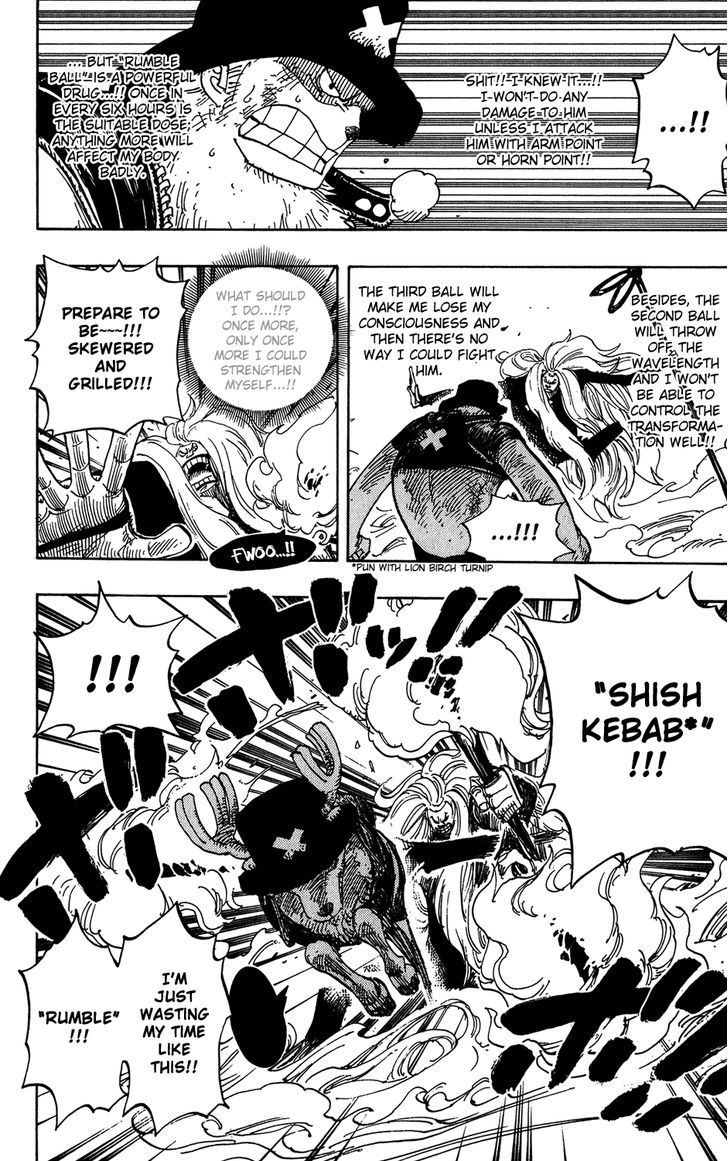 ...!!
SHIT!! I KNEW IT...!!
I WON'T DO ANY
DAMAGE TO HIM
UNLESS I ATTACK
HIM WITH ARM POINT
OR HORN POINT!!
.... BUT "RUMBLE
BALL" IS A POWERFUL
DRUG...!! ONCE IN
EVERY SIX HOURS IS
THE SUITABLE DOSE;
ANYTHING MORE WILL
AFFECT MY BODY
BADLY.
BESIDES, THE
SECOND BALL
WILL THROW
OFF THE
WAVELENGTH
AND I WON'T
BE ABLE TO
CONTROL THE
TRANSFORMA-
TION WELL!!
THE THIRD BALL WILL
MAKE ME LOSE MY
CONSCIOUSNESS AND
THEN THERE'S NO
WAY I COULD FIGHT
HIM.
...!!!
WHAT SHOULD
I DO...!!?
ONCE MORE,
ONLY ONCE
MORE I COULD
STRENGTHEN
MYSELF...!!
PREPARE TO
BE~~~!!!
SKEWERED
AND
GRILLED!!!
FWOO...!!
*PUN WITH LION BIRCH TURNIP
"SHISH
KEBAB*"
!!!
!!!
ドドドドド
I'M
JUST
WASTING
MY TIME
LIKE
THIS!!
"RUMBLE"
!!!